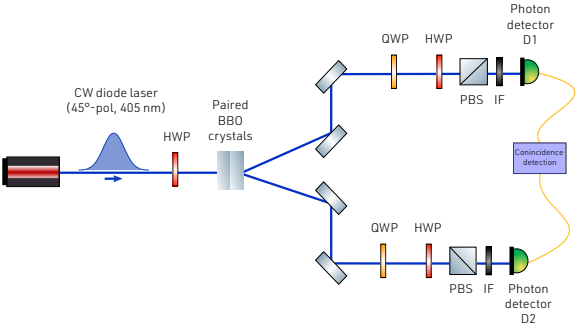 Photon
detector
D1
QWP
HWP
CW diode laser
(45°-pol, 405 nm)
Paired
BBO
crystals
HWP
PBS
IF
Conincidence
detection
QWP
HWP
PBS
IF
Photon
detector
D2